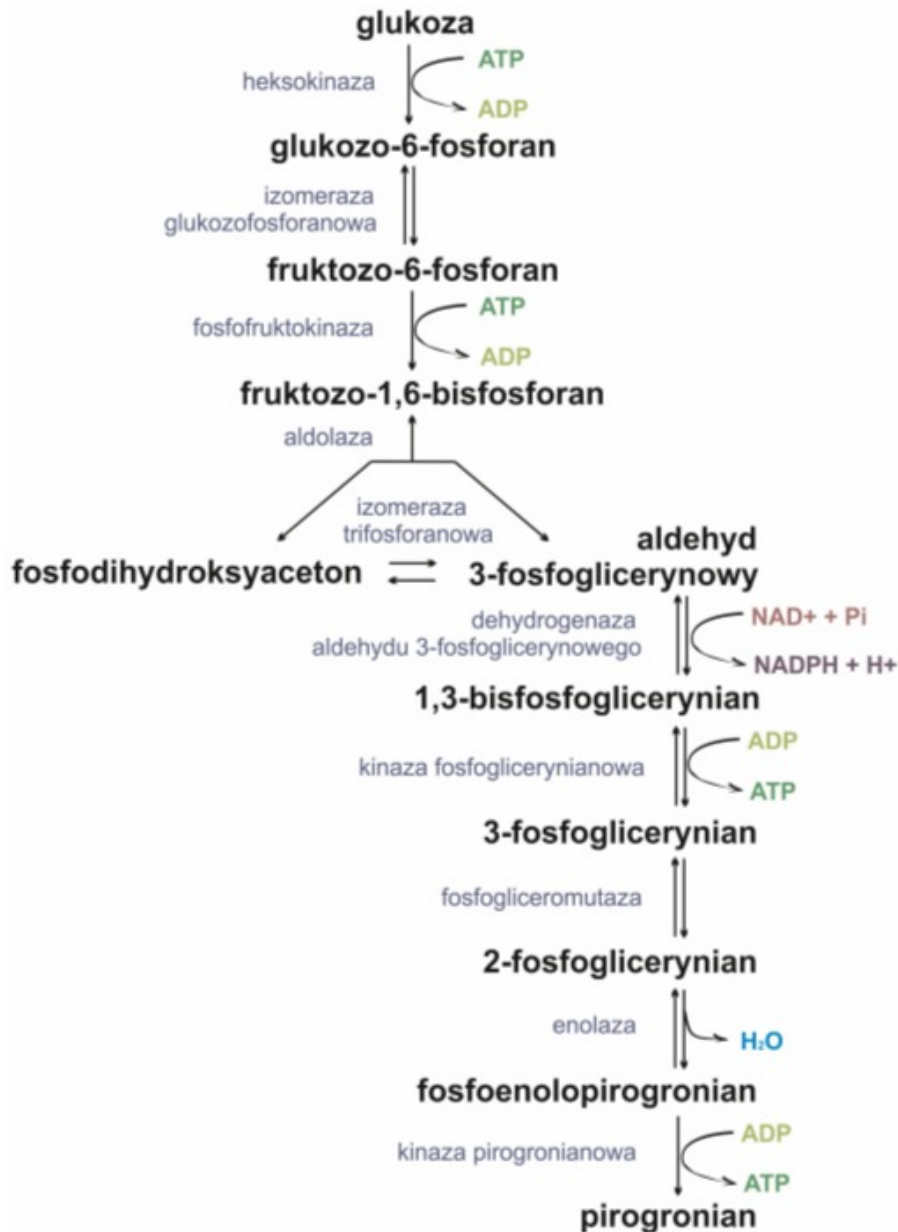 glukoza
ATP
heksokinaza
ADP
glukozo-6-fosforan
izomeraza
glukozofosforanowa
fruktozo-6-fosforan
ATP
fosfofruktokinaza
ADP
fruktozo-1,6-bisfosforan
aldolaza
izomeraza
trifosforanowa
fosfodihydroksyaceton
aldehyd
3-fosfoglicerynowy
dehydrogenaza
aldehydu 3-fosfoglicerynowego
NAD+ + Pi
NADPH + H+
1,3-bisfosfoglicerynian
ADP
kinaza fosfoglicerynianowa
ATP
3-fosfoglicerynian
fosfogliceromutaza
2-fosfoglicerynian
enolaza
H₂O
fosfoenolopirogronian
ADP
kinaza pirogronianowa
ATP
pirogronian